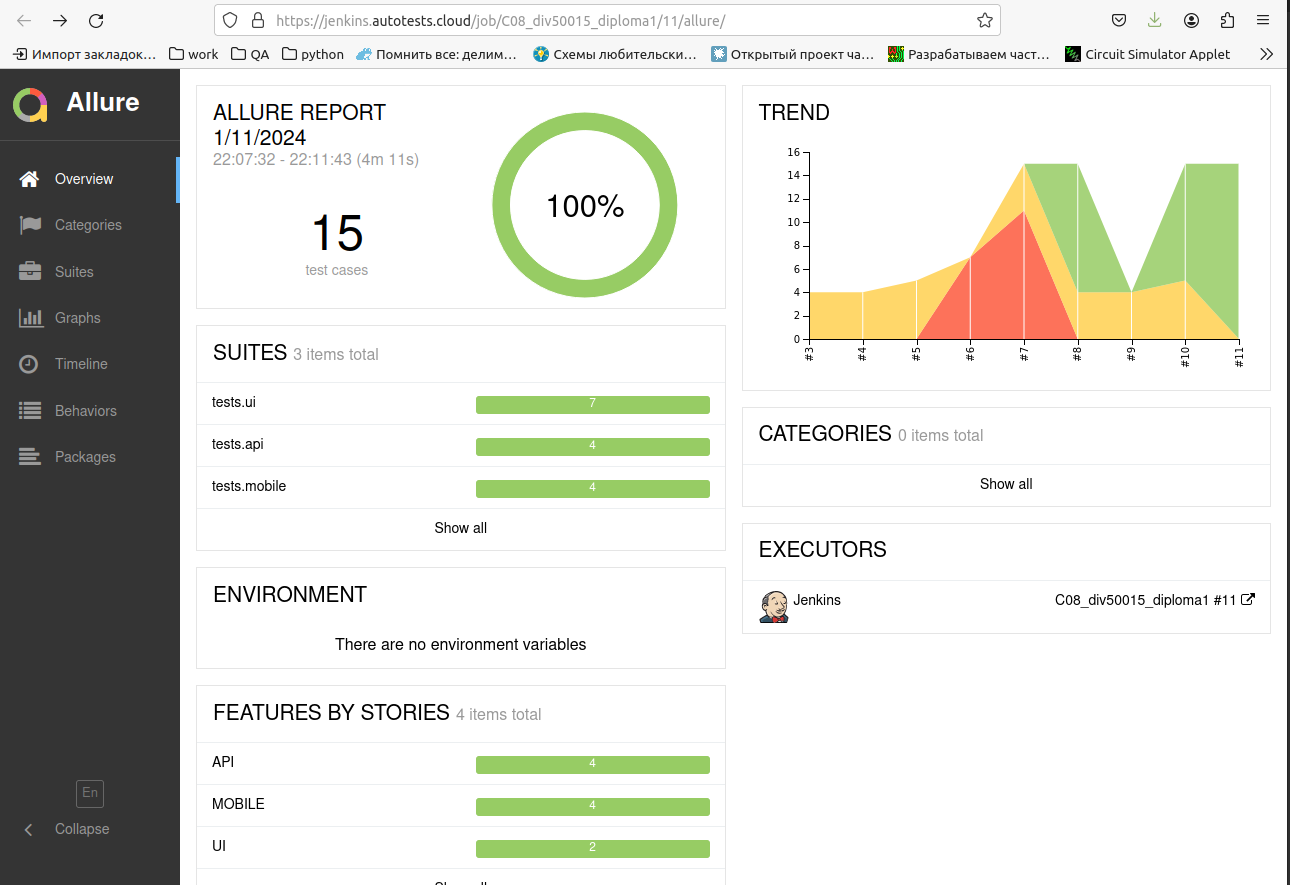 https://jenkins.autotests.cloud/job/C08_div50015_diploma1/11/allure/
Импорт закладок… work QA python Помнить все: делим… Схемы любительски… Открытый проект ча… Разрабатываем част… Circuit Simulator Applet
Allure
Overview
Categories
Suites
Graphs
Timeline
Behaviors
Packages
En
Collapse
ALLURE REPORT
1/11/2024
22:07:32 - 22:11:43 (4m 11s)
15
test cases
100%
SUITES 3 items total
tests.ui 7
tests.api 4
tests.mobile 4
Show all
ENVIRONMENT
There are no environment variables
FEATURES BY STORIES 4 items total
API 4
MOBILE 4
UI 2
Show all
TREND
16
14
12
10
8
6
4
2
0
#3 #4 #5 #6 #7 #8 #9 #10 #11
CATEGORIES 0 items total
Show all
EXECUTORS
Jenkins C08_div50015_diploma1 #11